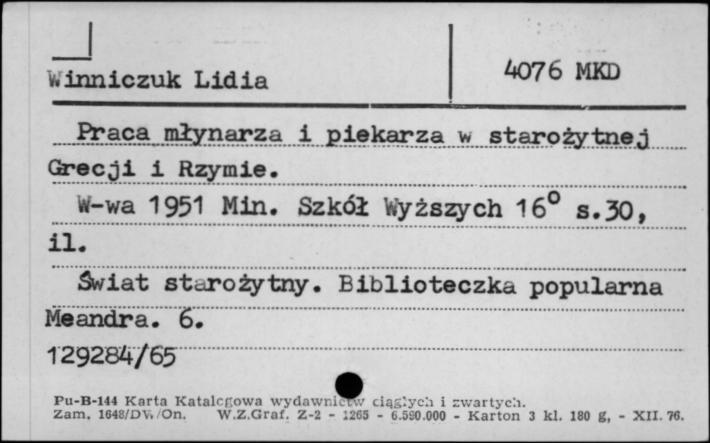 Winniczuk Lidia
4076 MKD
Praca młynarza i piekarza w starożytnej
Grecji i Rzymie.
W-wa 1951 Min. Szkół Wyższych 16° s.30,
il.
Świat starożytny. Biblioteczka popularna
Meandra. 6.
129284/65
Pu-B-144 Karta Katalogowa wydawnictw ciągłych i zwartych.
Zam. 1648/DW/On. W.Z.Graf. Z-2 - 1265 - 6.590.000 - Karton 3 kl. 180 g, - XII. 76.